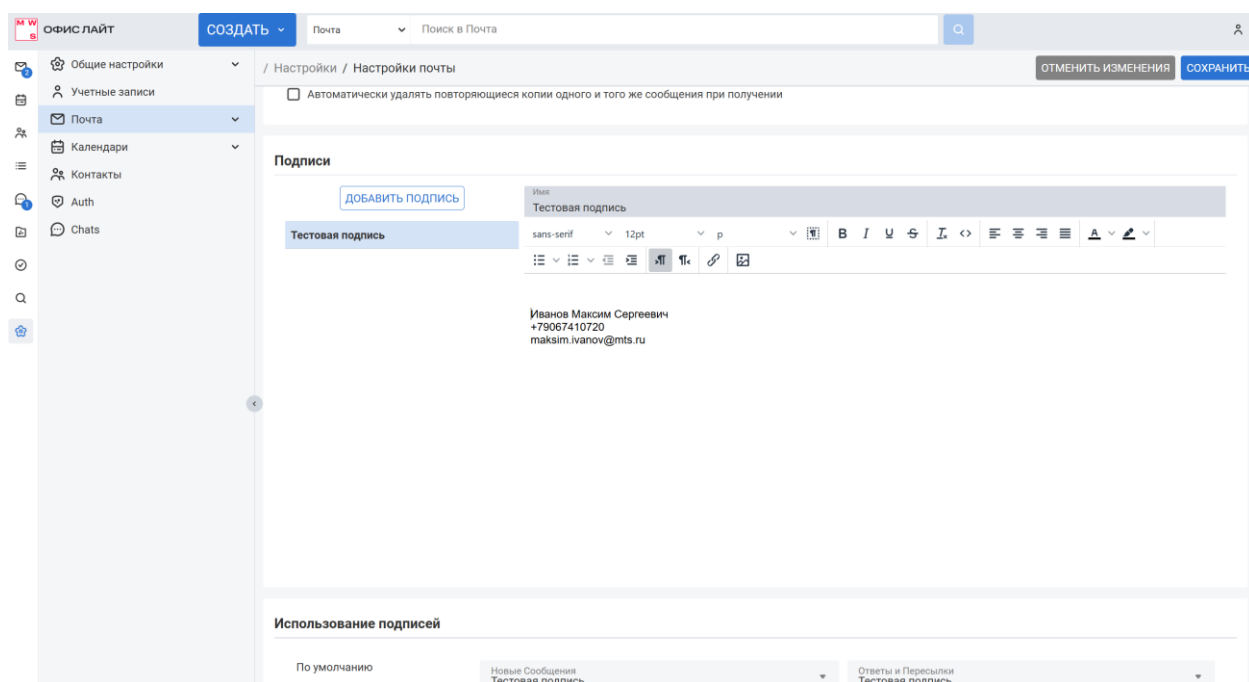 M W S ОФИС ЛАЙТ СОЗДАТЬ Почта Поиск в Почта
2
1
Общие настройки
Учетные записи
Почта
Календари
Контакты
Auth
Chats
/ Настройки / Настройки почты ОТМЕНИТЬ ИЗМЕНЕНИЯ СОХРАНИТЬ
Автоматически удалять повторяющиеся копии одного и того же сообщения при получении
Подписи
ДОБАВИТЬ ПОДПИСЬ
Тестовая подпись
Имя
Тестовая подпись
sans-serif 12pt p
Иванов Максим Сергеевич
+79067410720
maksim.ivanov@mts.ru
Использование подписей
По умолчанию
Новые Сообщения
Тестовая подпись
Ответы и Пересылки
Тестовая подпись